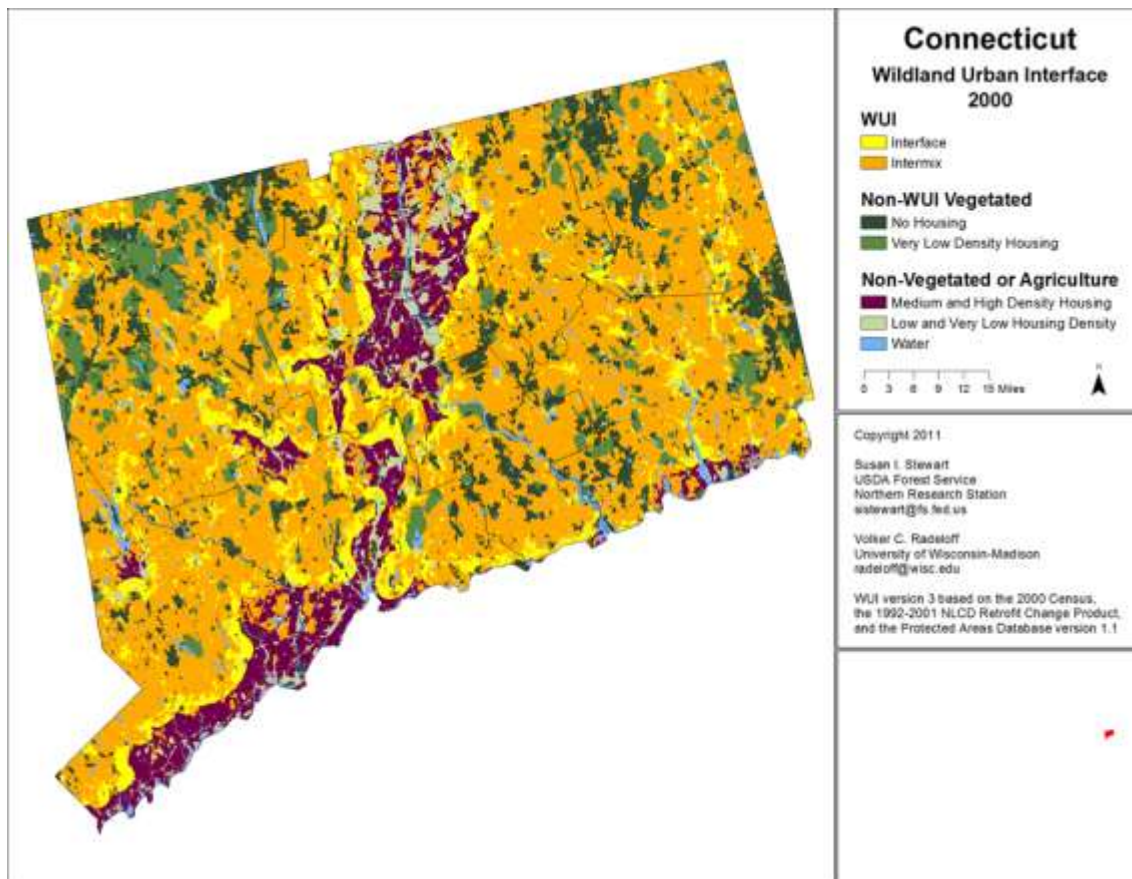 Connecticut
Wildland Urban Interface
2000
WUI
Interface
Intermix
Non-WUI Vegetated
No Housing
Very Low Density Housing
Non-Vegetated or Agriculture
Medium and High Density Housing
Low and Very Low Housing Density
Water
N
0 3 6 9 12 15 Miles
Copyright 2011
Susan I. Stewart
USDA Forest Service
Northern Research Station
sistewart@fs.fed.us
Volker C. Radeloff
University of Wisconsin-Madison
radeloff@wisc.edu
WUI version 3 based on the 2000 Census,
the 1992-2001 NLCD Retrofit Change Product,
and the Protected Areas Database version 1.1